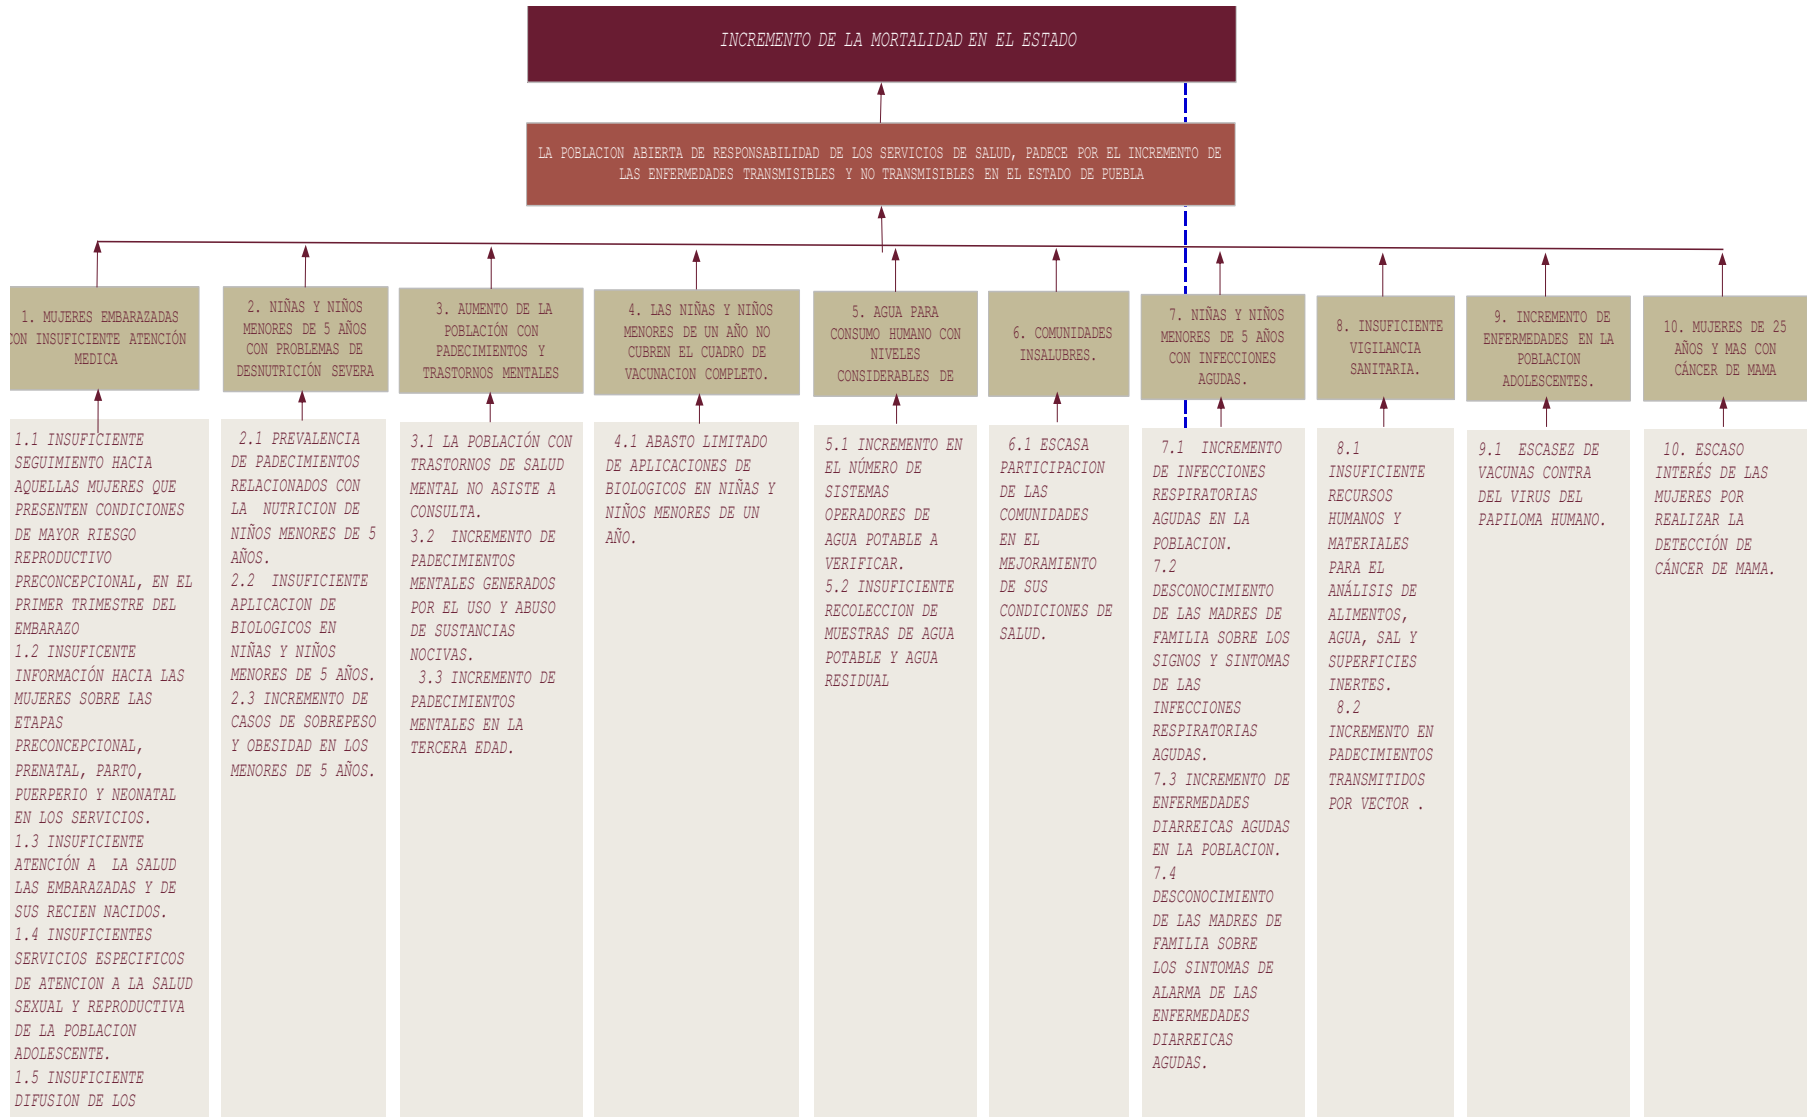 INCREMENTO DE LA MORTALIDAD EN EL ESTADO
LA POBLACION ABIERTA DE RESPONSABILIDAD DE LOS SERVICIOS DE SALUD, PADECE POR EL INCREMENTO DE
LAS ENFERMEDADES TRANSMISIBLES Y NO TRANSMISIBLES EN EL ESTADO DE PUEBLA
1. MUJERES EMBARAZADAS
CON INSUFICIENTE ATENCIÓN
MEDICA
2. NIÑAS Y NIÑOS
MENORES DE 5 AÑOS
CON PROBLEMAS DE
DESNUTRICIÓN SEVERA
3. AUMENTO DE LA
POBLACIÓN CON
PADECIMIENTOS Y
TRASTORNOS MENTALES
4. LAS NIÑAS Y NIÑOS
MENORES DE UN AÑO NO
CUBREN EL CUADRO DE
VACUNACION COMPLETO.
5. AGUA PARA
CONSUMO HUMANO CON
NIVELES
CONSIDERABLES DE
6. COMUNIDADES
INSALUBRES.
7. NIÑAS Y NIÑOS
MENORES DE 5 AÑOS
CON INFECCIONES
AGUDAS.
8. INSUFICIENTE
VIGILANCIA
SANITARIA.
9. INCREMENTO DE
ENFERMEDADES EN LA
POBLACION
ADOLESCENTES.
10. MUJERES DE 25
AÑOS Y MAS CON
CÁNCER DE MAMA
1.1 INSUFICIENTE
SEGUIMIENTO HACIA
AQUELLAS MUJERES QUE
PRESENTEN CONDICIONES
DE MAYOR RIESGO
REPRODUCTIVO
PRECONCEPCIONAL, EN EL
PRIMER TRIMESTRE DEL
EMBARAZO
1.2 INSUFICENTE
INFORMACIÓN HACIA LAS
MUJERES SOBRE LAS
ETAPAS
PRECONCEPCIONAL,
PRENATAL, PARTO,
PUERPERIO Y NEONATAL
EN LOS SERVICIOS.
1.3 INSUFICIENTE
ATENCIÓN A LA SALUD
LAS EMBARAZADAS Y DE
SUS RECIEN NACIDOS.
1.4 INSUFICIENTES
SERVICIOS ESPECIFICOS
DE ATENCION A LA SALUD
SEXUAL Y REPRODUCTIVA
DE LA POBLACION
ADOLESCENTE.
1.5 INSUFICIENTE
DIFUSION DE LOS
2.1 PREVALENCIA
DE PADECIMIENTOS
RELACIONADOS CON
LA NUTRICION DE
NIÑOS MENORES DE 5
AÑOS.
2.2 INSUFICIENTE
APLICACION DE
BIOLOGICOS EN
NIÑAS Y NIÑOS
MENORES DE 5 AÑOS.
2.3 INCREMENTO DE
CASOS DE SOBREPESO
Y OBESIDAD EN LOS
MENORES DE 5 AÑOS.
3.1 LA POBLACIÓN CON
TRASTORNOS DE SALUD
MENTAL NO ASISTE A
CONSULTA.
3.2 INCREMENTO DE
PADECIMIENTOS
MENTALES GENERADOS
POR EL USO Y ABUSO
DE SUSTANCIAS
NOCIVAS.
3.3 INCREMENTO DE
PADECIMIENTOS
MENTALES EN LA
TERCERA EDAD.
4.1 ABASTO LIMITADO
DE APLICACIONES DE
BIOLOGICOS EN NIÑAS Y
NIÑOS MENORES DE UN
AÑO.
5.1 INCREMENTO EN
EL NÚMERO DE
SISTEMAS
OPERADORES DE
AGUA POTABLE A
VERIFICAR.
5.2 INSUFICIENTE
RECOLECCION DE
MUESTRAS DE AGUA
POTABLE Y AGUA
RESIDUAL
6.1 ESCASA
PARTICIPACION
DE LAS
COMUNIDADES
EN EL
MEJORAMIENTO
DE SUS
CONDICIONES DE
SALUD.
7.1 INCREMENTO
DE INFECCIONES
RESPIRATORIAS
AGUDAS EN LA
POBLACION.
7.2
DESCONOCIMIENTO
DE LAS MADRES DE
FAMILIA SOBRE LOS
SIGNOS Y SINTOMAS
DE LAS
INFECCIONES
RESPIRATORIAS
AGUDAS.
7.3 INCREMENTO DE
ENFERMEDADES
DIARREICAS AGUDAS
EN LA POBLACION.
7.4
DESCONOCIMIENTO
DE LAS MADRES DE
FAMILIA SOBRE
LOS SINTOMAS DE
ALARMA DE LAS
ENFERMEDADES
DIARREICAS
AGUDAS.
8.1
INSUFICIENTE
RECURSOS
HUMANOS Y
MATERIALES
PARA EL
ANÁLISIS DE
ALIMENTOS,
AGUA, SAL Y
SUPERFICIES
INERTES.
8.2
INCREMENTO EN
PADECIMIENTOS
TRANSMITIDOS
POR VECTOR .
9.1 ESCASEZ DE
VACUNAS CONTRA
DEL VIRUS DEL
PAPILOMA HUMANO.
10. ESCASO
INTERÉS DE LAS
MUJERES POR
REALIZAR LA
DETECCIÓN DE
CÁNCER DE MAMA.